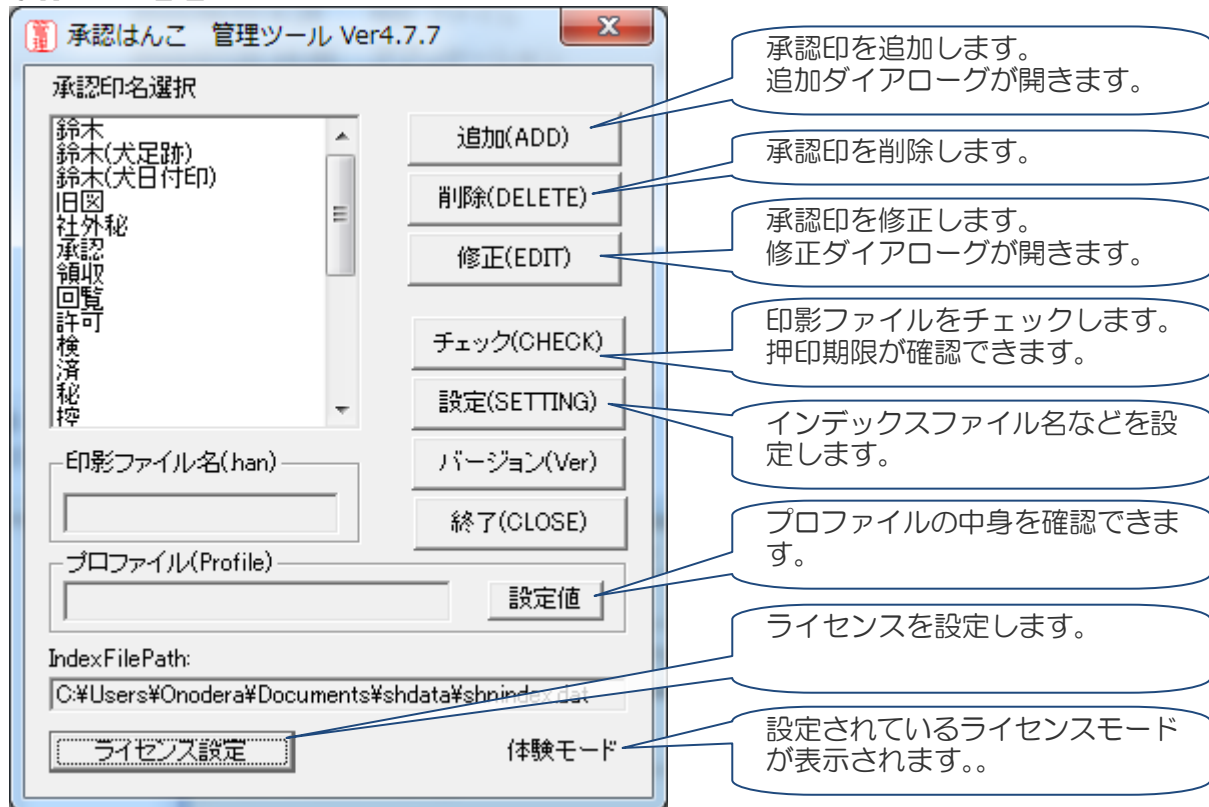 承認はんこ　管理ツール Ver4.7.7
承認印名選択
鈴木
鈴木(犬足跡)
鈴木(犬日付印)
旧図
社外秘
承認
領収
回覧
許可
検
済
秘
控
追加(ADD)
削除(DELETE)
修正(EDIT)
チェック(CHECK)
設定(SETTING)
バージョン(Ver)
終了(CLOSE)
印影ファイル名(han)
プロファイル(Profile)
設定値
IndexFilePath:
C:¥Users¥Onodera¥Documents¥shdata¥shnindex.dat
ライセンス設定
体験モード
承認印を追加します。
追加ダイアローグが開きます。
承認印を削除します。
承認印を修正します。
修正ダイアローグが開きます。
印影ファイルをチェックします。
押印期限が確認できます。
インデックスファイル名などを設
定します。
プロファイルの中身を確認できま
す。
ライセンスを設定します。
設定されているライセンスモード
が表示されます。。